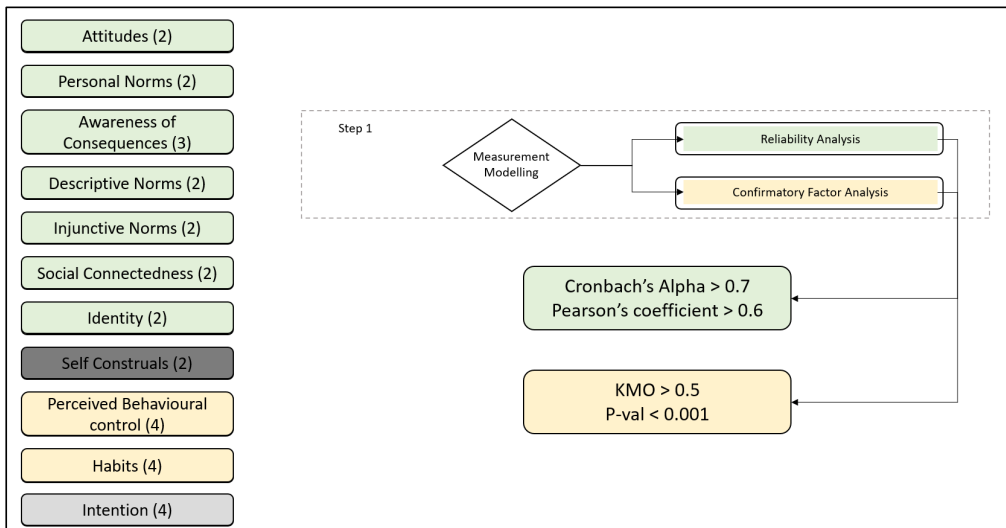 Attitudes (2)
Personal Norms (2)
Awareness of
Consequences (3)
Descriptive Norms (2)
Injunctive Norms (2)
Social Connectedness (2)
Identity (2)
Self Construals (2)
Perceived Behavioural
control (4)
Habits (4)
Intention (4)
Step 1
Measurement
Modelling
Reliability Analysis
Confirmatory Factor Analysis
Cronbach’s Alpha > 0.7
Pearson’s coefficient > 0.6
KMO > 0.5
P-val < 0.001